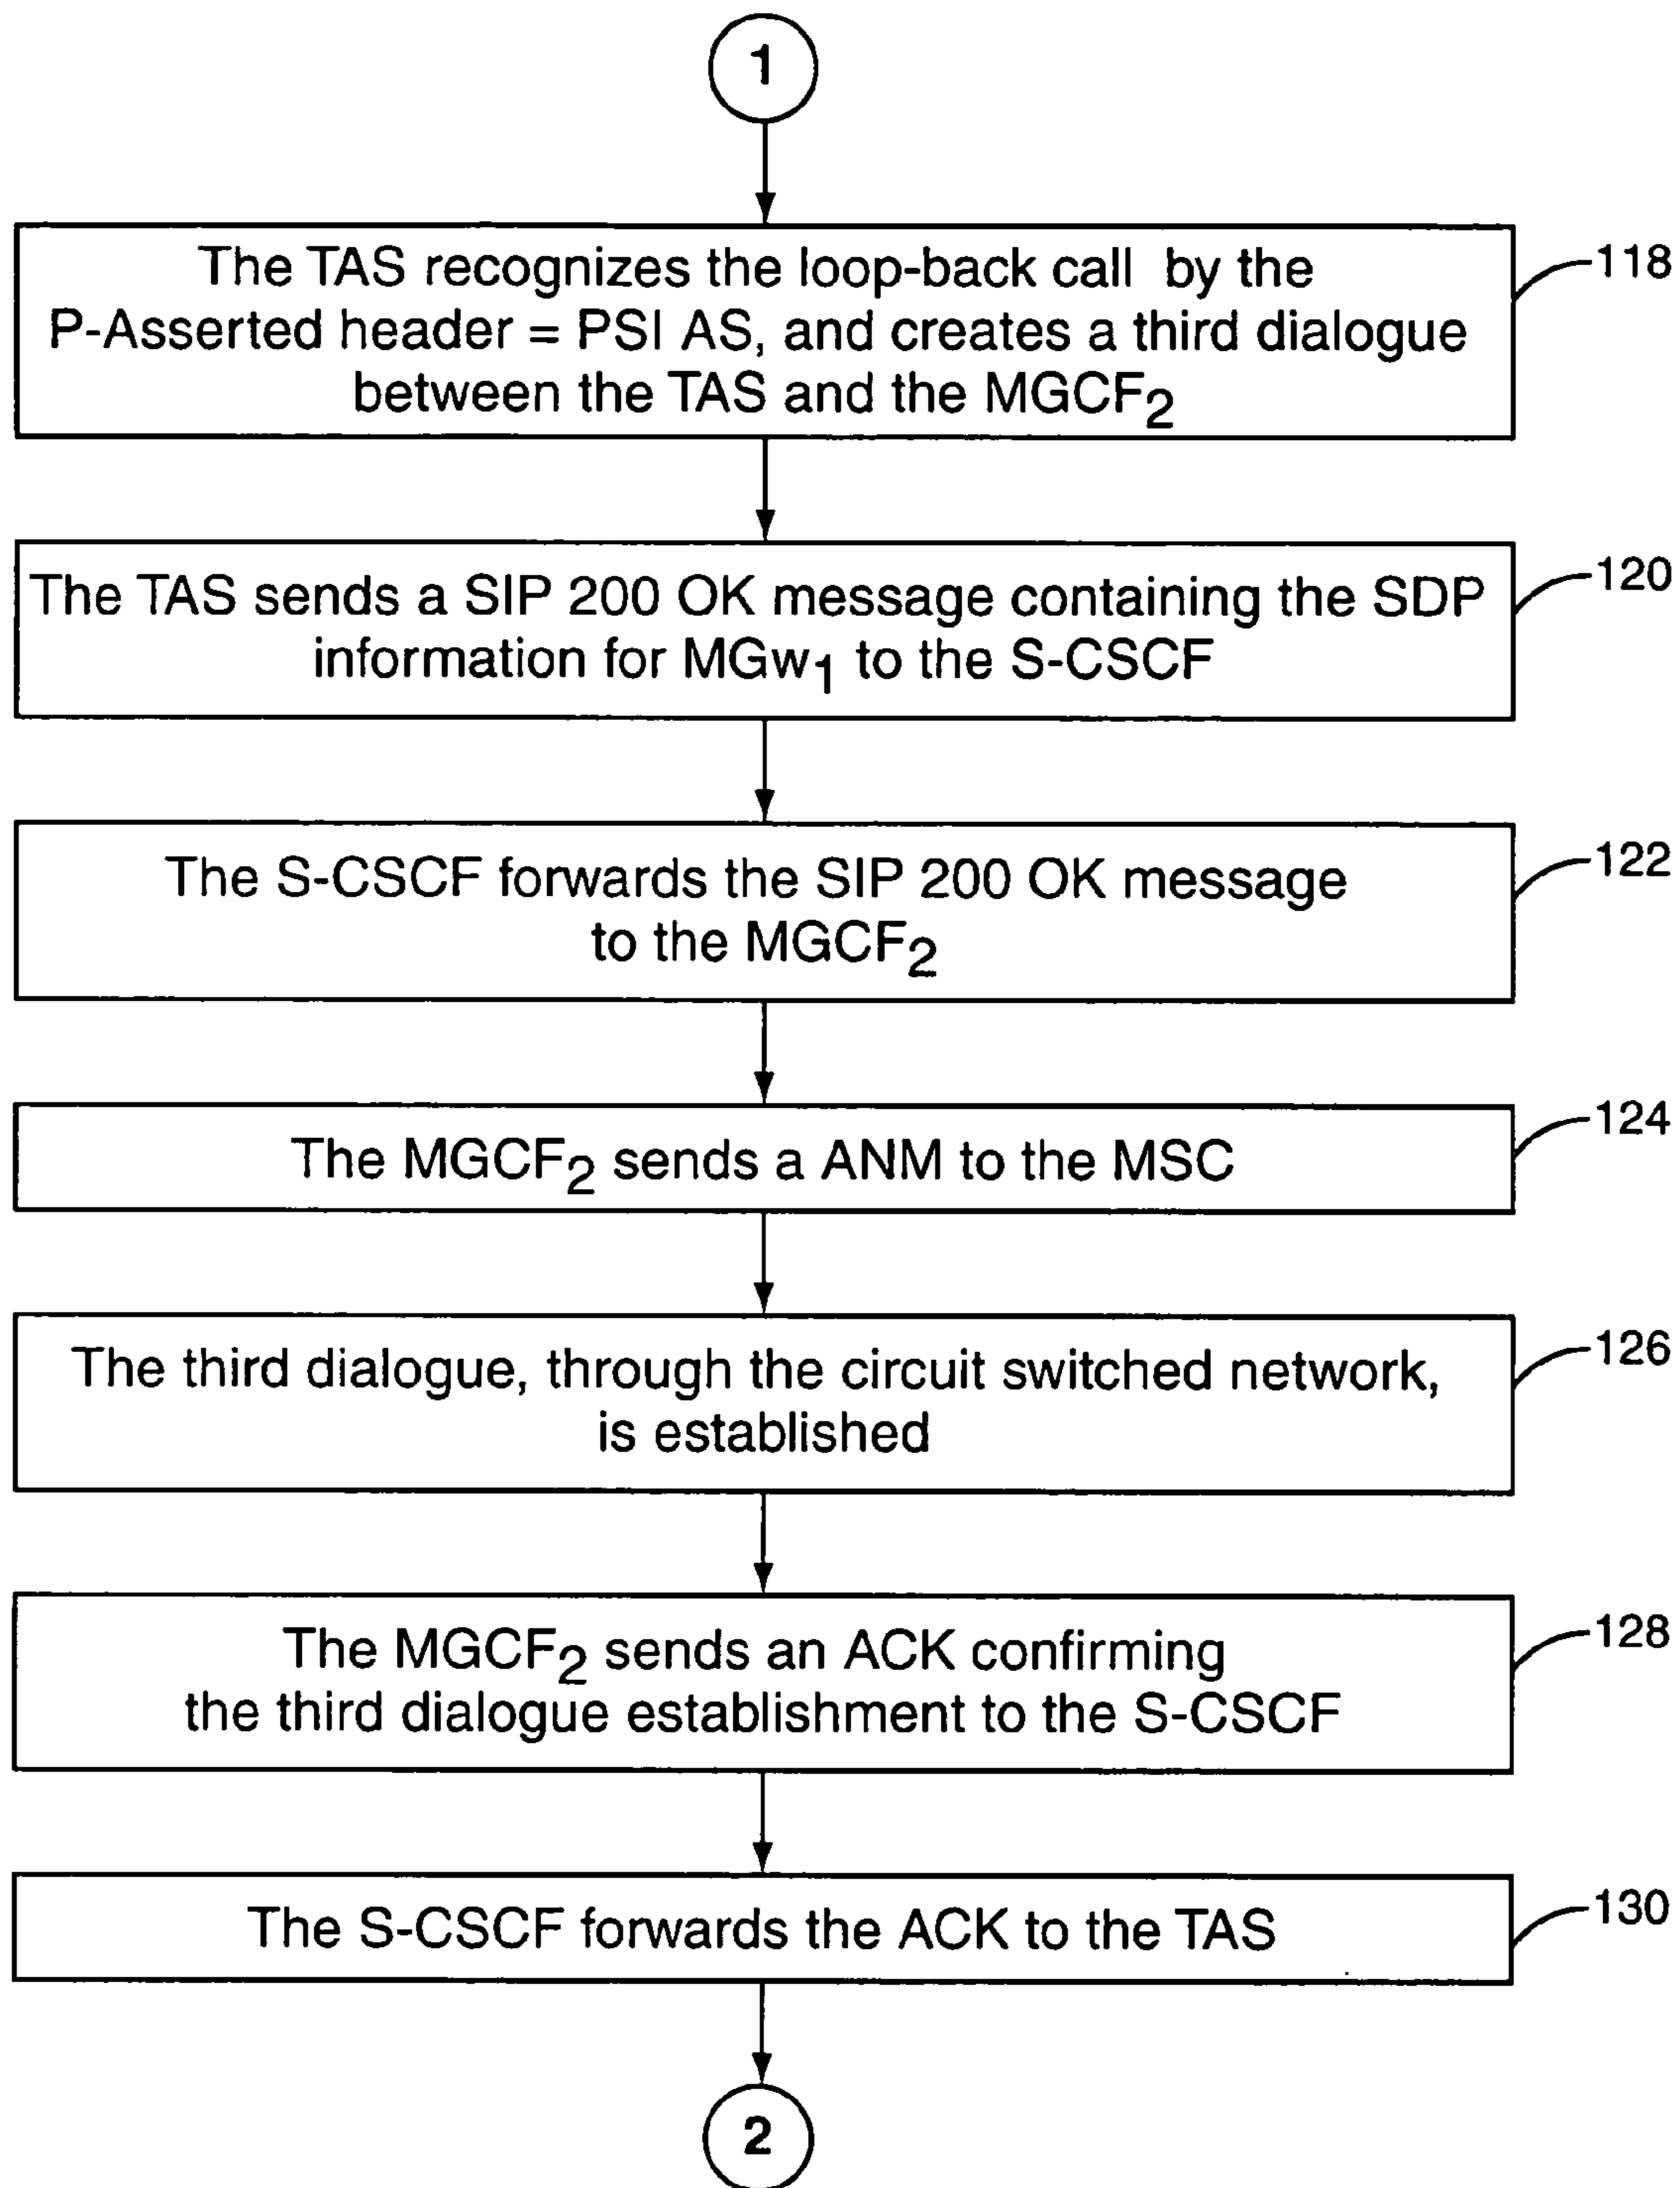 1
The TAS recognizes the loop-back call by the
P-Asserted header = PSI AS, and creates a third dialogue
between the TAS and the MGCF2
118
The TAS sends a SIP 200 OK message containing the SDP
information for MGw1 to the S-CSCF
120
The S-CSCF forwards the SIP 200 OK message
to the MGCF2
122
The MGCF2 sends a ANM to the MSC
124
The third dialogue, through the circuit switched network,
is established
126
The MGCF2 sends an ACK confirming
the third dialogue establishment to the S-CSCF
128
The S-CSCF forwards the ACK to the TAS
130
2